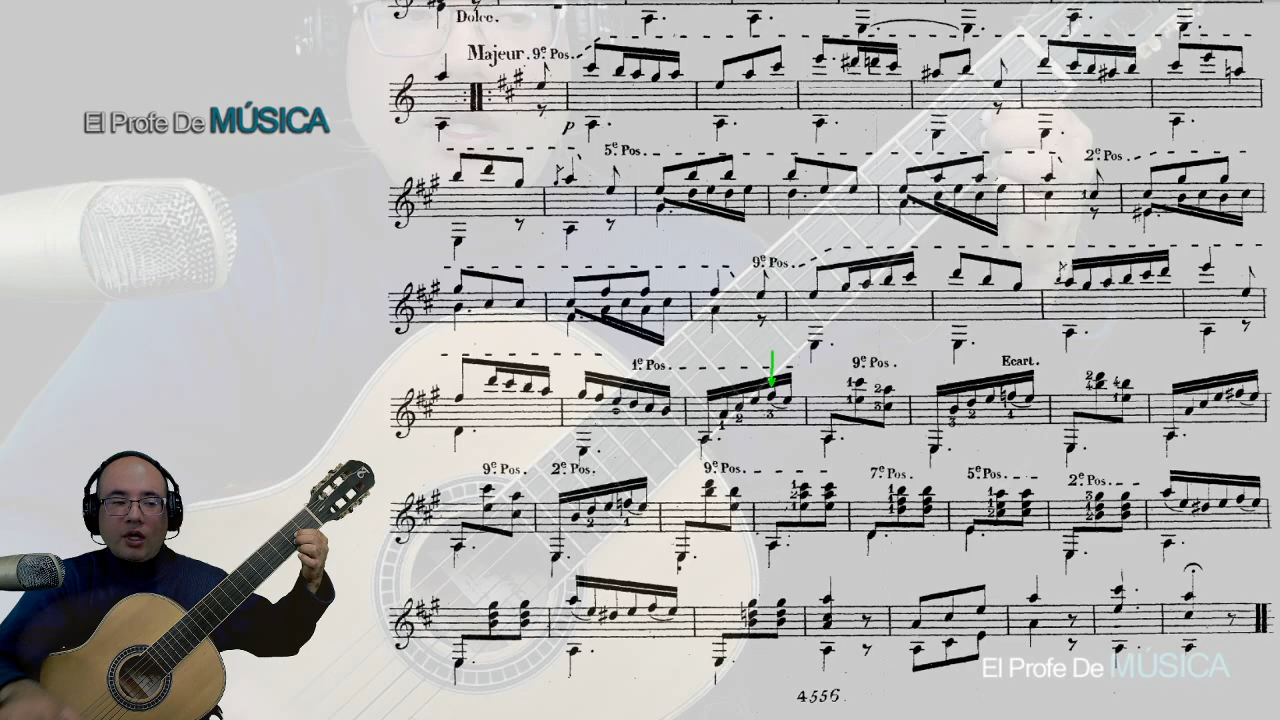 Dolce.
Majeur. 9e Pos.
El Profe De MÚSICA
p
5e Pos. 2e Pos.
9e Pos.
1e Pos. 9e Pos. Ecart.
9e Pos. 2e Pos. 9e Pos. 7e Pos. 5e Pos. 2e Pos.
El Profe De MÚSICA
4556.